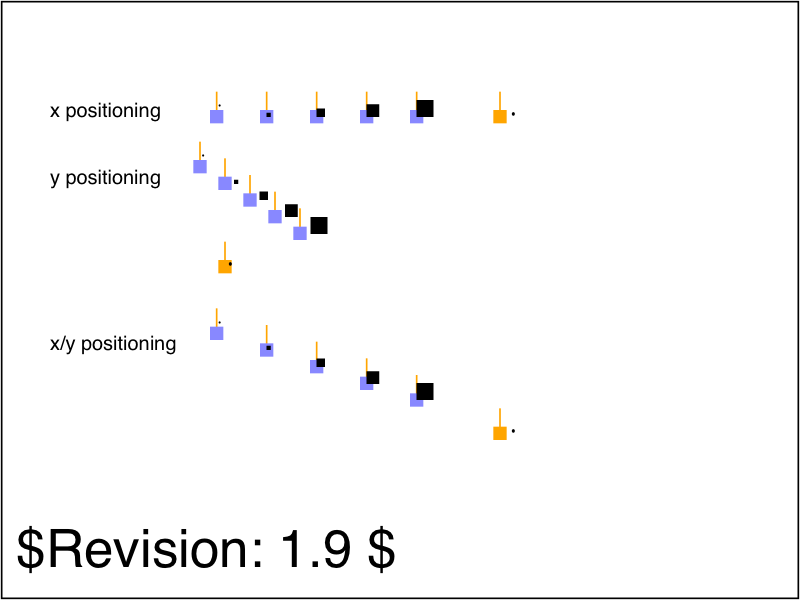 x positioning
y positioning
x/y positioning
$Revision: 1.9 $